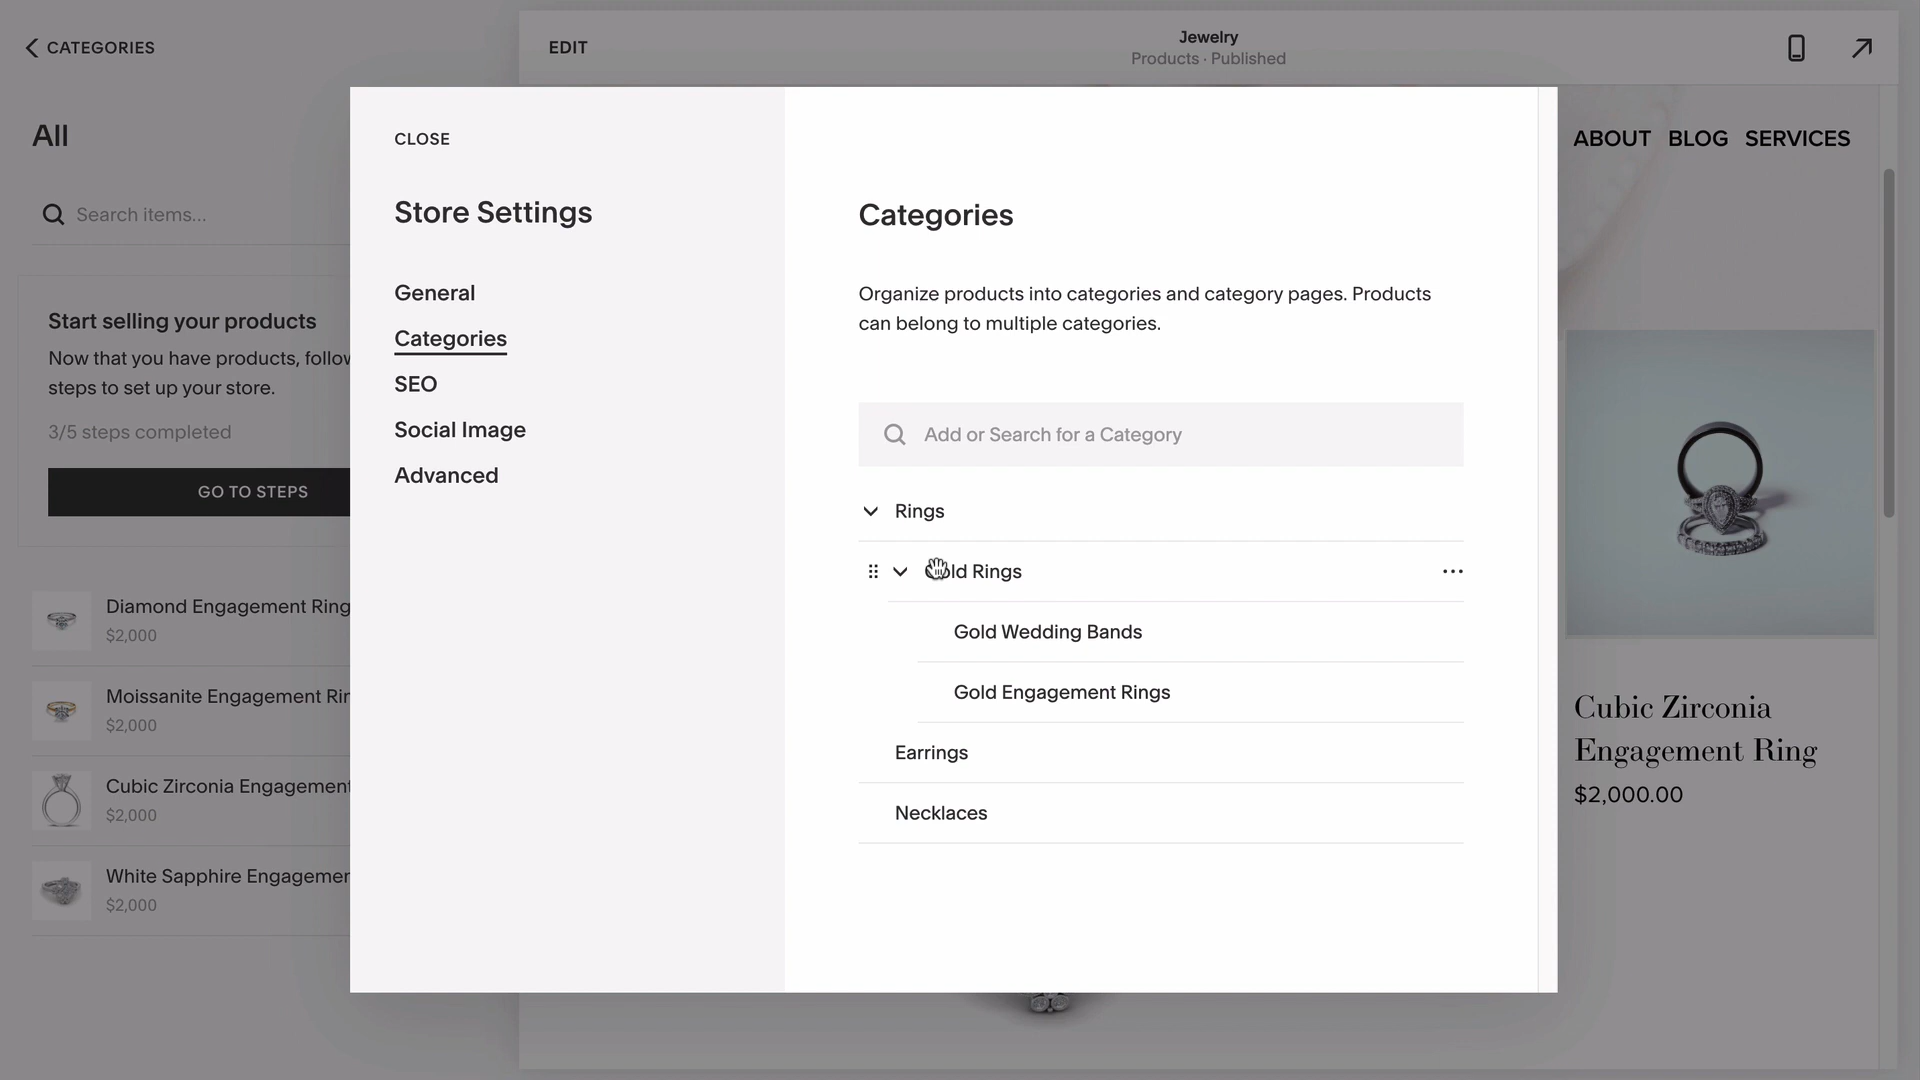 CATEGORIES
EDIT
Jewelry
Products · Published
All
Search items...
Start selling your products
Now that you have products, follow
steps to set up your store.
3/5 steps completed
GO TO STEPS
Diamond Engagement Ring
$2,000
Moissanite Engagement Rin
$2,000
Cubic Zirconia Engagement
$2,000
White Sapphire Engagemen
$2,000
CLOSE
Store Settings
General
Categories
SEO
Social Image
Advanced
Categories
Organize products into categories and category pages. Products
can belong to multiple categories.
Add or Search for a Category
Rings
Gold Rings
Gold Wedding Bands
Gold Engagement Rings
Earrings
Necklaces
ABOUT BLOG SERVICES
Cubic Zirconia
Engagement Ring
$2,000.00